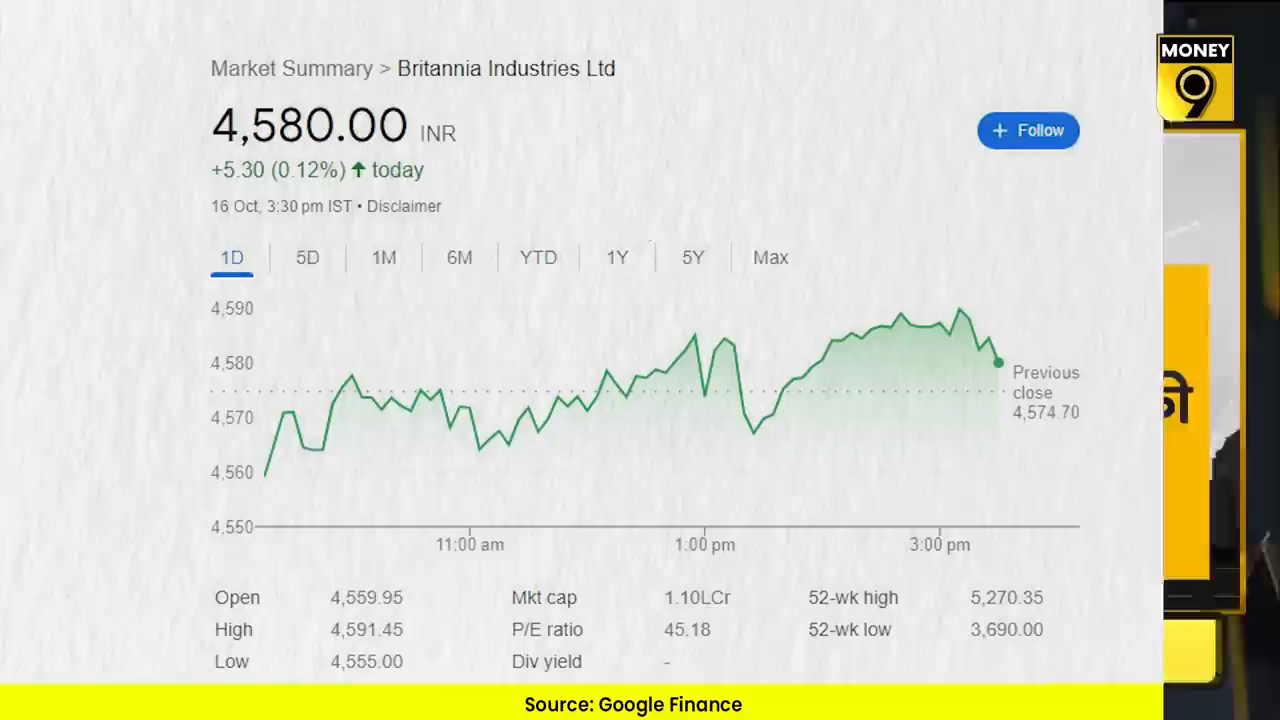 Market Summary > Britannia Industries Ltd
MONEY
9
4,580.00 INR
+ Follow
+5.30 (0.12%) ↑ today
16 Oct, 3:30 pm IST • Disclaimer
1D 5D 1M 6M YTD 1Y 5Y Max
4,590
4,580
4,570
4,560
4,550
Previous
close
4,574.70
11:00 am 1:00 pm 3:00 pm
Open 4,559.95 Mkt cap 1.10LCr 52-wk high 5,270.35
High 4,591.45 P/E ratio 45.18 52-wk low 3,690.00
Low 4,555.00 Div yield -
Source: Google Finance